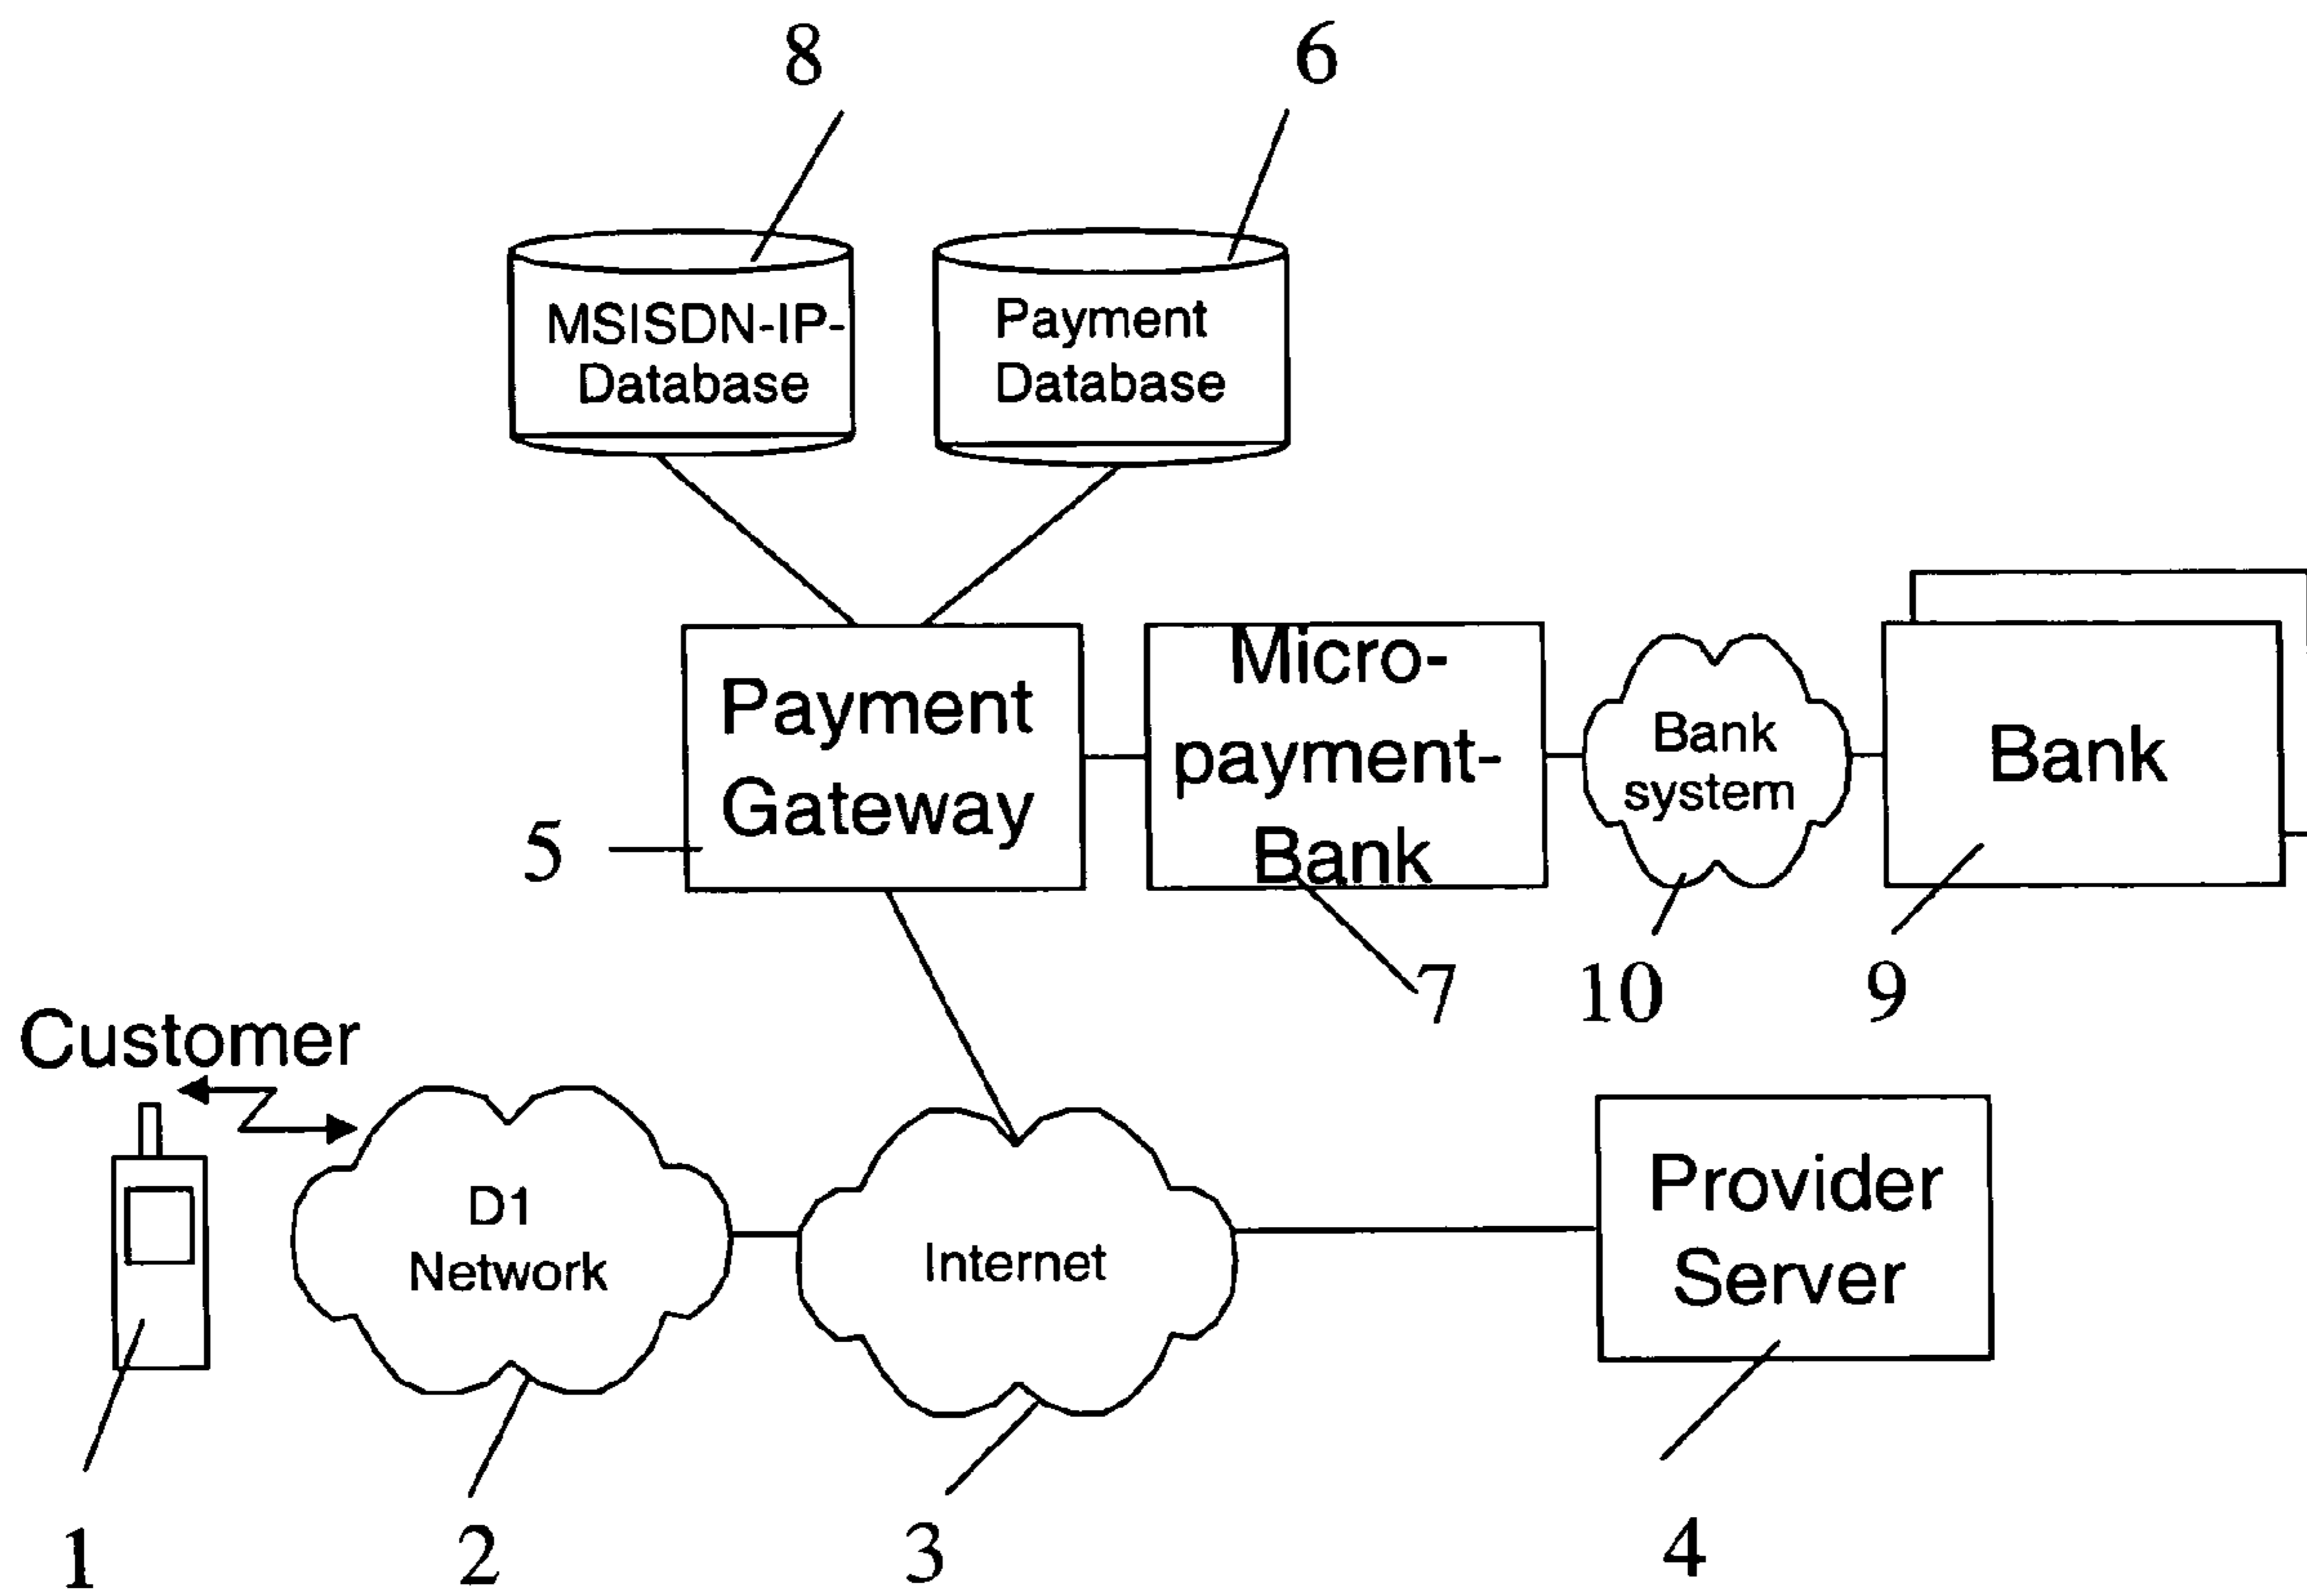 8
6
MSISDN-IP-
Database
Payment
Database
Payment
Gateway
Micro-
payment-
Bank
Bank
system
Bank
5
7
10
9
Customer
D1
Network
Internet
Provider
Server
1
2
3
4